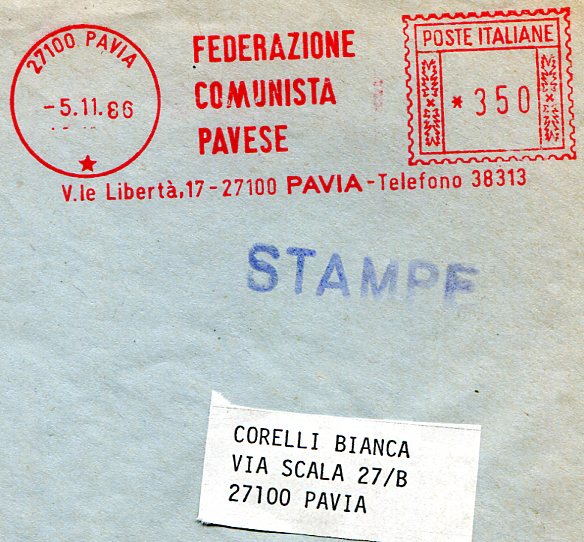 27100 PAVIA
-5.11.86
FEDERAZIONE
COMUNISTA
PAVESE
POSTE ITALIANE
* 350
V.le Libertà,17-27100 PAVIA-Telefono 38313
STAMPE
CORELLI BIANCA
VIA SCALA 27/B
27100 PAVIA